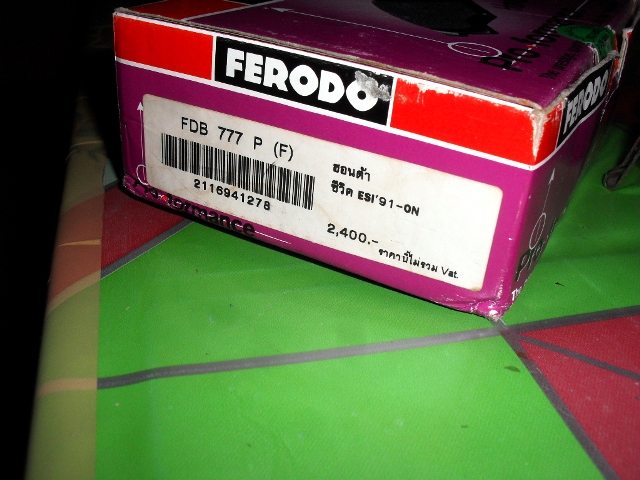 FERODO
FERODO
FDB 777 P (F)
ฮอนด้า
ซีวิค ESI'91-ON
2116941278
2,400.-
ราคานี้ไม่รวม Vat.